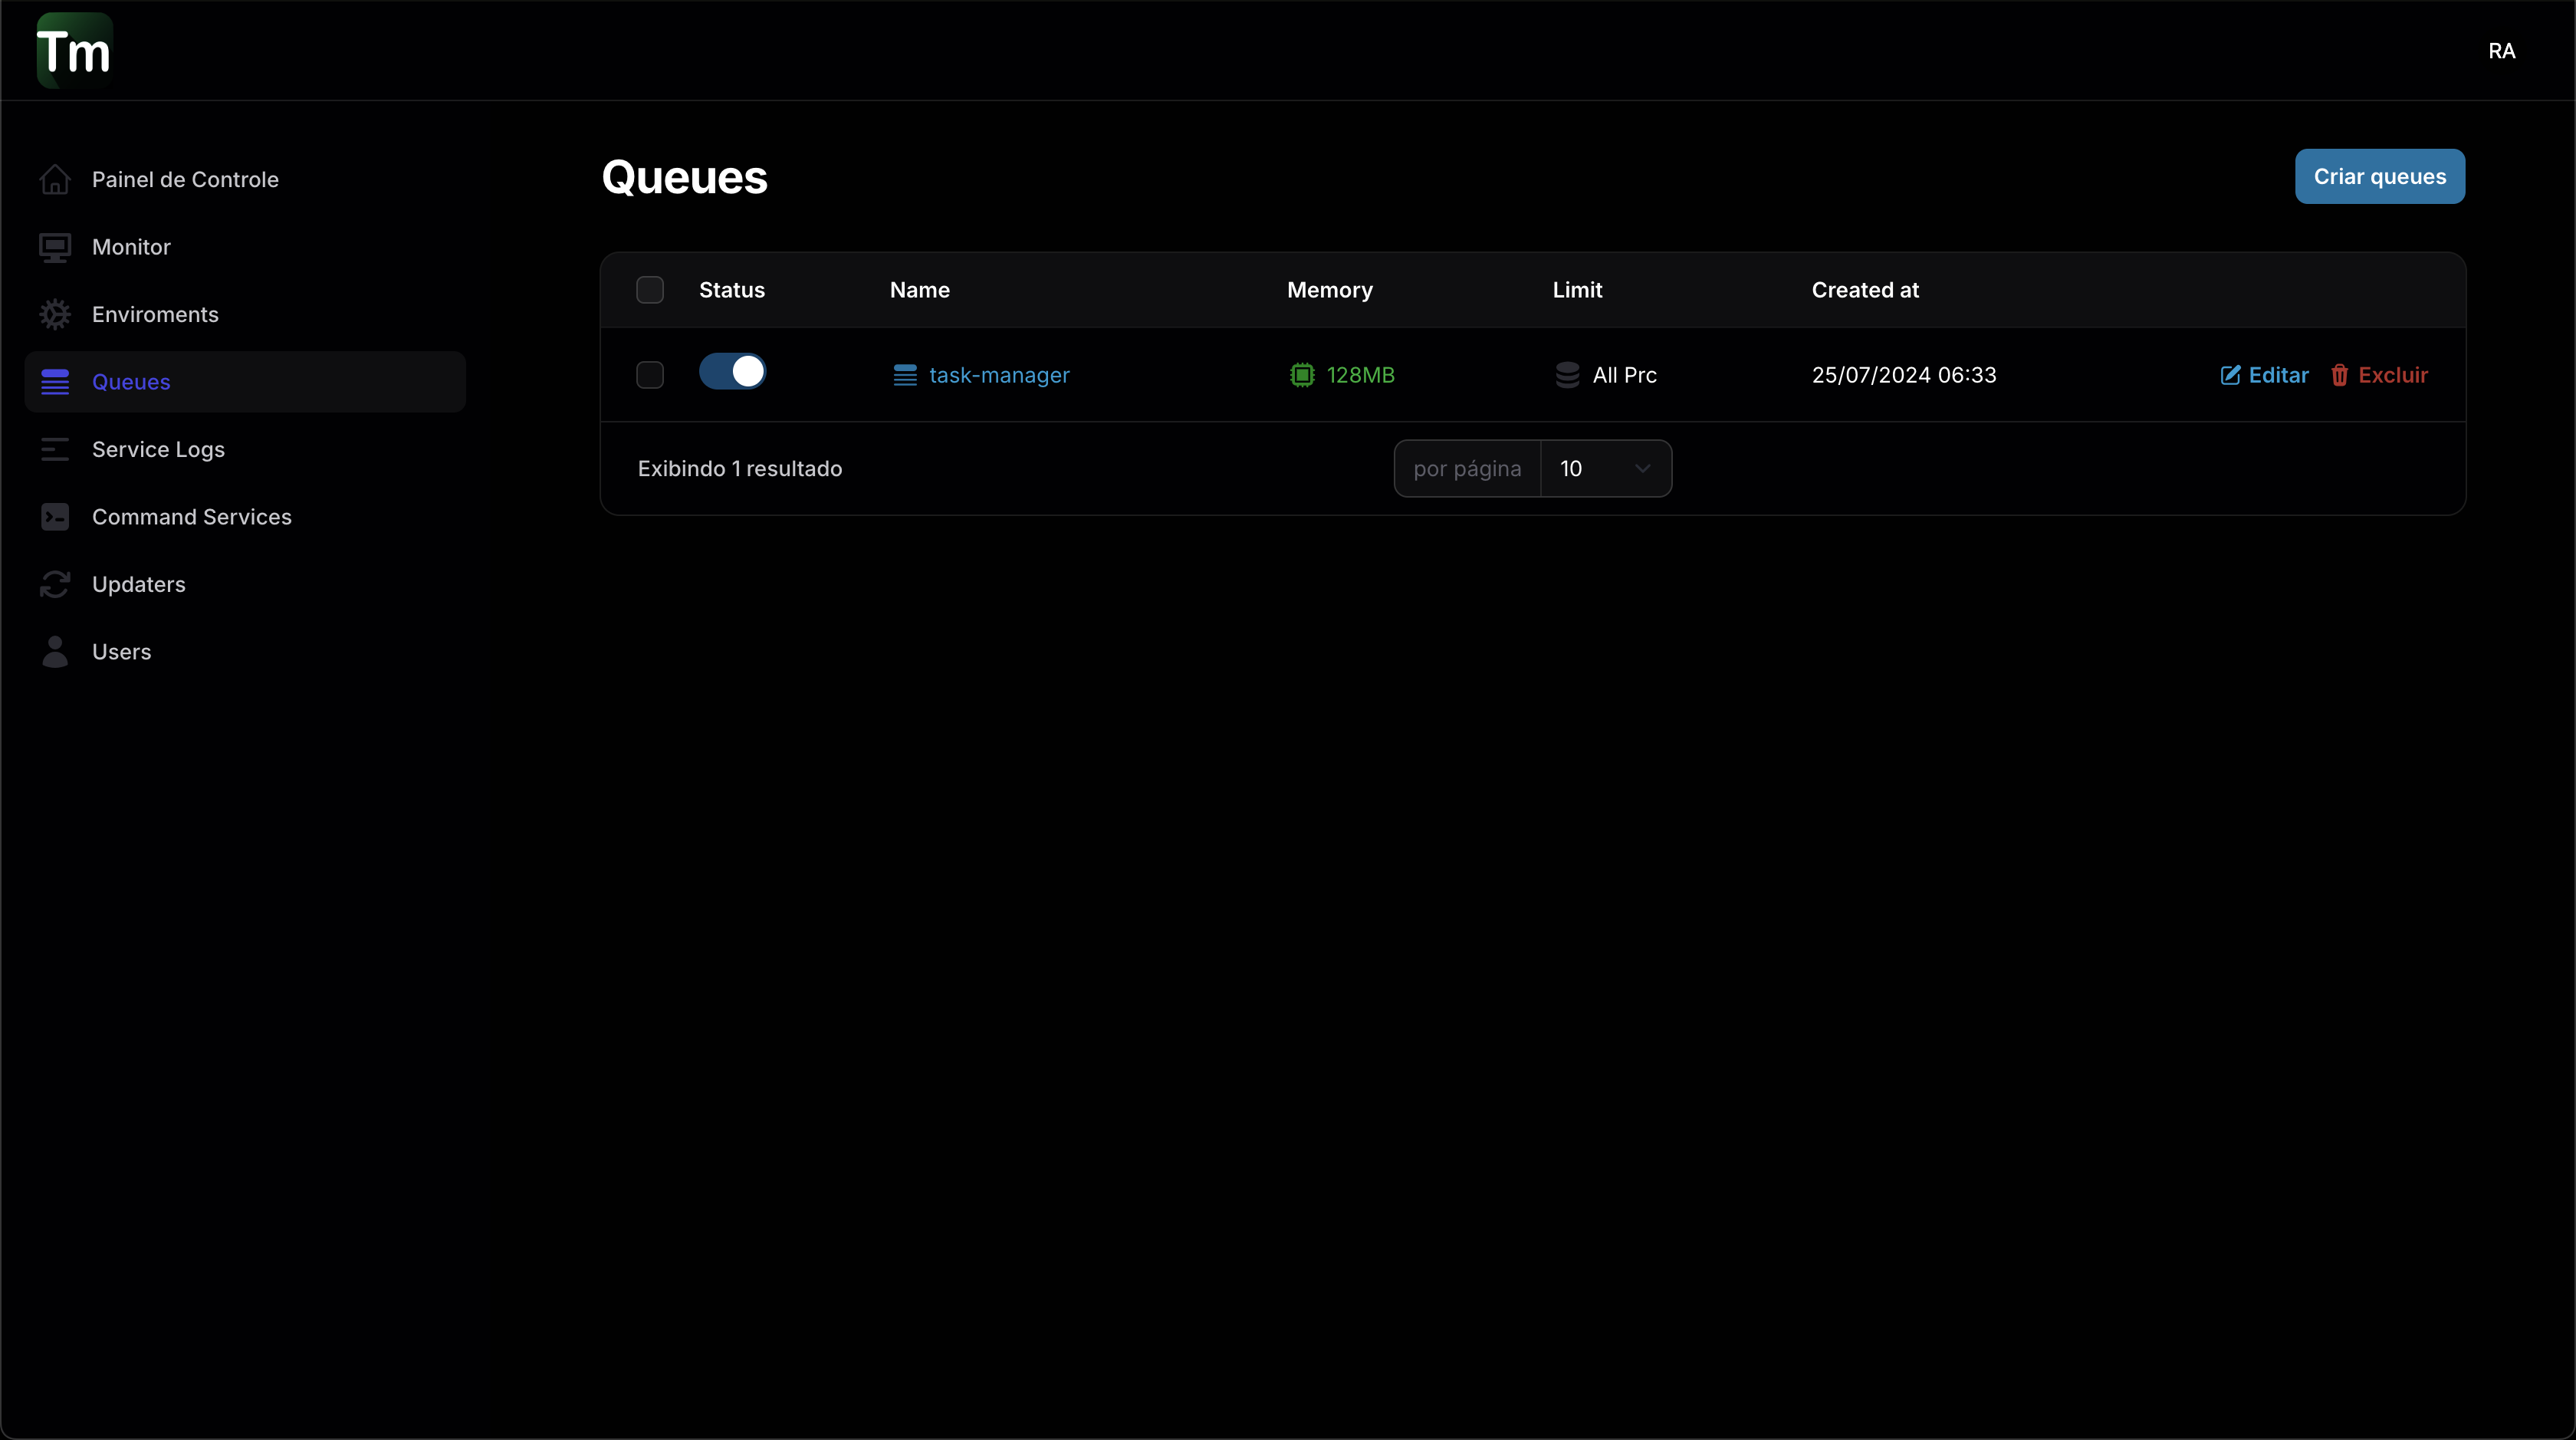 Tm
RA
Painel de Controle
Monitor
Enviroments
Queues
Service Logs
Command Services
Updaters
Users
Queues
Criar queues
Status Name Memory Limit Created at
task-manager 128MB All Prc 25/07/2024 06:33 Editar Excluir
Exibindo 1 resultado por página 10